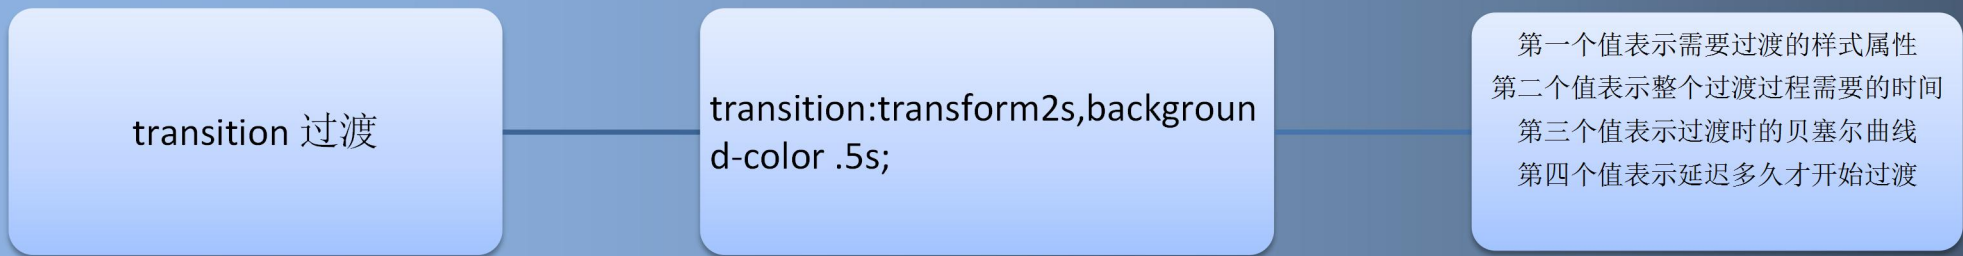 transition 过渡
transition:transform2s,backgroun
d-color .5s;
第一个值表示需要过渡的样式属性
第二个值表示整个过渡过程需要的时间
第三个值表示过渡时的贝塞尔曲线
第四个值表示延迟多久才开始过渡